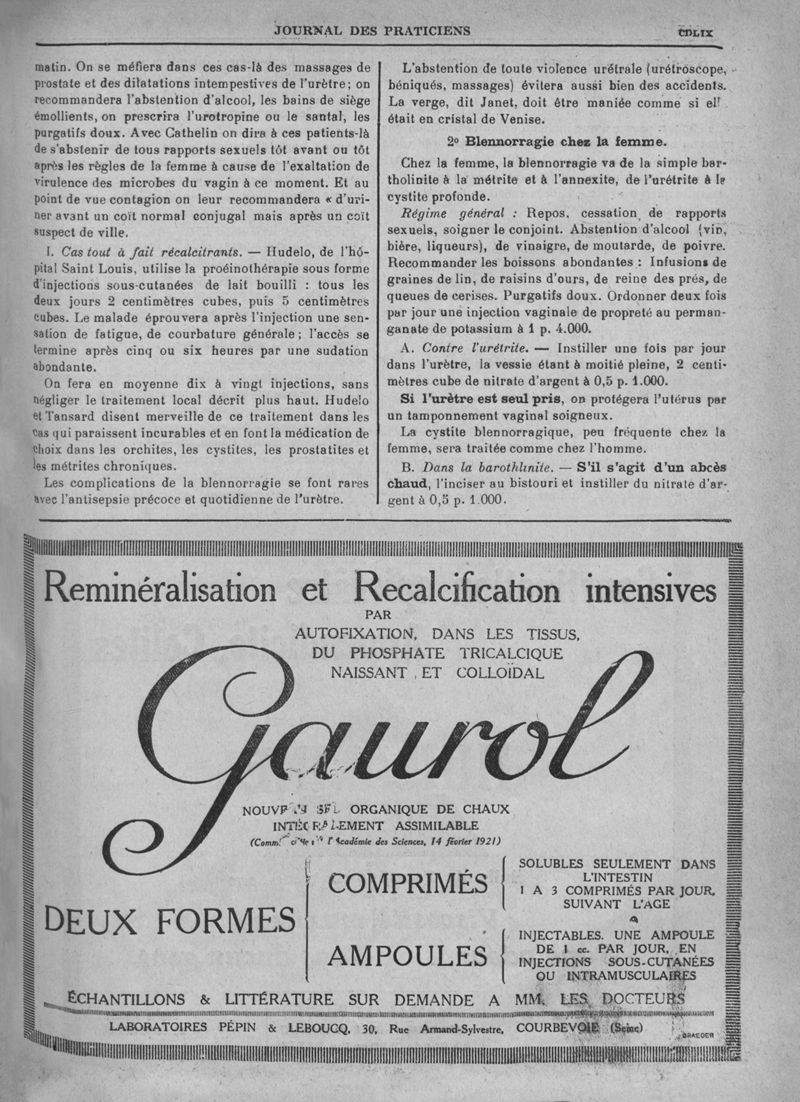 JOURNAL DES PRATICIENS
CDLIX
matin. On se méfiera dans ces cas-là des massages de
prostate et des dilatations intempestives de l'urètre; on
recommandera l'abstention d'alcool, les bains de siège
émollients, on prescrira l'urotropine ou le santal, les
purgatifs doux. Avec Cathelin on dira à ces patients-là
de s'abstenir de tous rapports sexuels tôt avant ou tôt
après les règles de la femme à cause de l'exaltation de
virulence des microbes du vagin à ce moment. Et au
point de vue contagion on leur recommandera « d'uri-
ner avant un coït normal conjugal mais après un coït
suspect de ville.
I. Cas tout à fait récalcitrants. — Hudelo, de l'hô-
pital Saint Louis, utilise la proéinothérapie sous forme
d'injections sous-cutanées de lait bouilli : tous les
deux jours 2 centimètres cubes, puis 5 centimètres
cubes. Le malade éprouvera après l'injection une sen-
sation de fatigue, de courbature générale; l'accès se
termine après cinq ou six heures par une sudation
abondante.
On fera en moyenne dix à vingt injections, sans
négliger le traitement local décrit plus haut. Hudelo
et Tansard disent merveille de ce traitement dans les
cas qui paraissent incurables et en font la médication de
choix dans les orchites, les cystites, les prostatites et
les métrites chroniques.
Les complications de la blennorragie se font rares
avec l'antisepsie précoce et quotidienne de l'urètre.
L'abstention de toute violence urétrale (urétroscope,
béniqués, massages) évitera aussi bien des accidents.
La verge, dit Janet, doit être maniée comme si ell
était en cristal de Venise.
2º Blennorragie chez la femme.
Chez la femme, la blennorragie va de la simple bar-
tholinite à la métrite et à l'annexite, de l'urétrite à la
cystite profonde.
Régime général : Repos, cessation de rapports
sexuels, soigner le conjoint. Abstention d'alcool (vin,
bière, liqueurs), de vinaigre, de moutarde, de poivre.
Recommander les boissons abondantes : Infusions de
graines de lin, de raisins d'ours, de reine des prés, de
queues de cerises. Purgatifs doux. Ordonner deux fois
par jour une injection vaginale de propreté au perman-
ganate de potassium à 1 p. 4.000.
A. Contre l'urétrite. — Instiller une fois par jour
dans l'urètre, la vessie étant à moitié pleine, 2 centi-
mètres cube de nitrate d'argent à 0,5 p. 1.000.
Si l'urètre est seul pris, on protégera l'utérus par
un tamponnement vaginal soigneux.
La cystite blennorragique, peu fréquente chez la
femme, sera traitée comme chez l'homme.
B. Dans la barothlinite. — S'il s'agit d'un abcès
chaud, l'inciser au bistouri et instiller du nitrate d'ar-
gent à 0,5 p. 1.000.
Reminéralisation et Recalcification intensives
PAR
AUTOFIXATION, DANS LES TISSUS,
DU PHOSPHATE TRICALCIQUE
NAISSANT ET COLLOÏDAL
Gaurol
NOUVEAU SEL ORGANIQUE DE CHAUX
INTÉGRALEMENT ASSIMILABLE
l'Académie des Sciences, 14 février 1921)
DEUX FORMES
COMPRIMÉS
SOLUBLES SEULEMENT DANS
L'INTESTIN
1 A 3 COMPRIMÉS PAR JOUR,
SUIVANT L'AGE
AMPOULES
INJECTABLES. UNE AMPOULE
DE 1 cc. PAR JOUR, EN
INJECTIONS SOUS-CUTANÉES
OU INTRAMUSCULAIRES
ÉCHANTILLONS & LITTÉRATURE SUR DEMANDE A MM. LES DOCTEURS
LABORATOIRES PÉPIN & LEBOUCQ, 30, Rue Armand-Sylvestre, COURBEVOIE (Seine)
DRAEGER